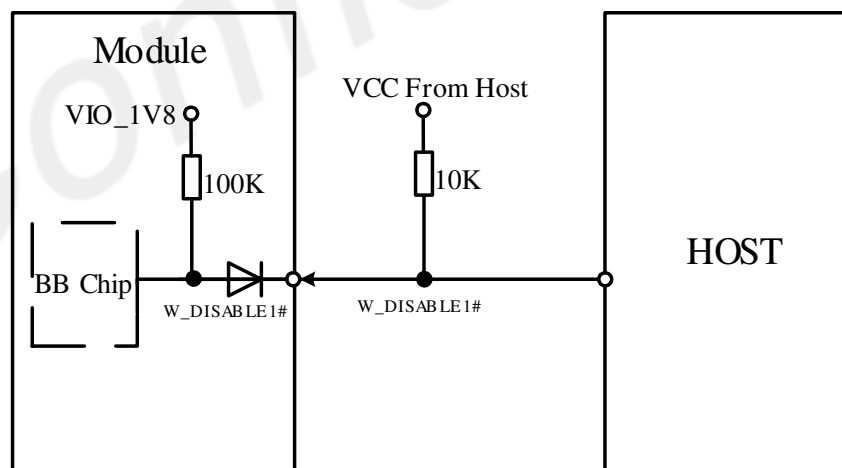 Module
VIO_1V8
100K
BB Chip
W_DISABLE1#
VCC From Host
10K
W_DISABLE1#
HOST